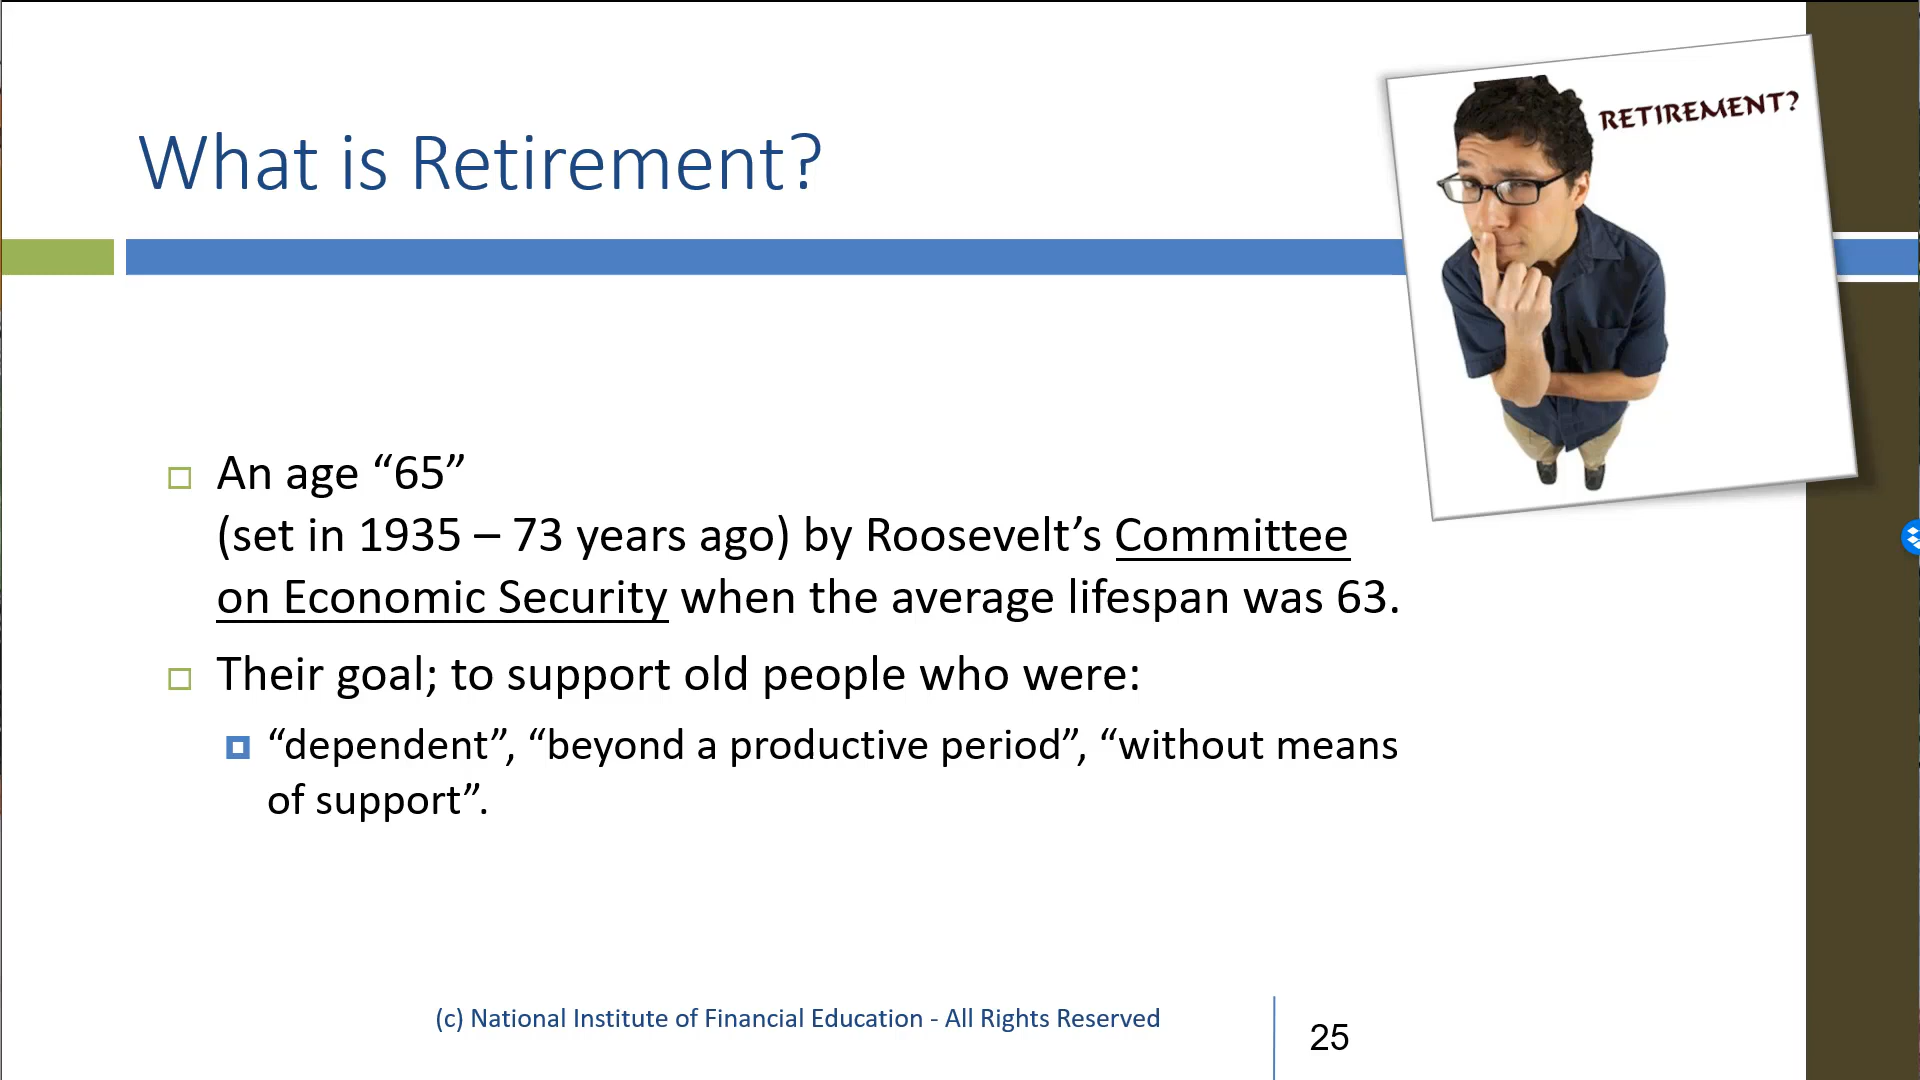 What is Retirement?
RETIREMENT?
An age “65”
(set in 1935 – 73 years ago) by Roosevelt’s Committee
on Economic Security when the average lifespan was 63.
Their goal; to support old people who were:
“dependent”, “beyond a productive period”, “without means
of support”.
(c) National Institute of Financial Education - All Rights Reserved
25